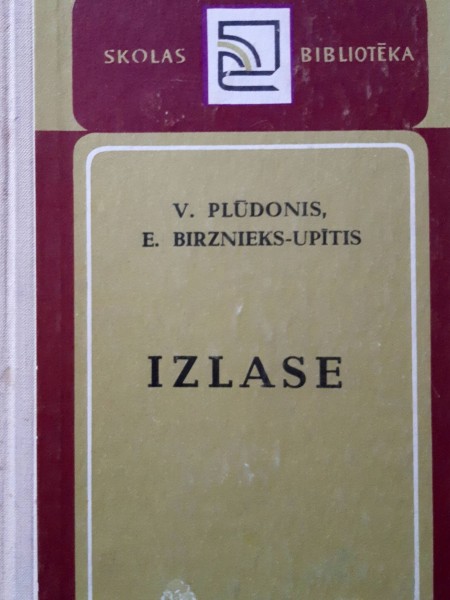 SKOLAS BIBLIOTĒKA
V. PLŪDONIS,
E. BIRZNIEKS-UPĪTIS
IZLASE